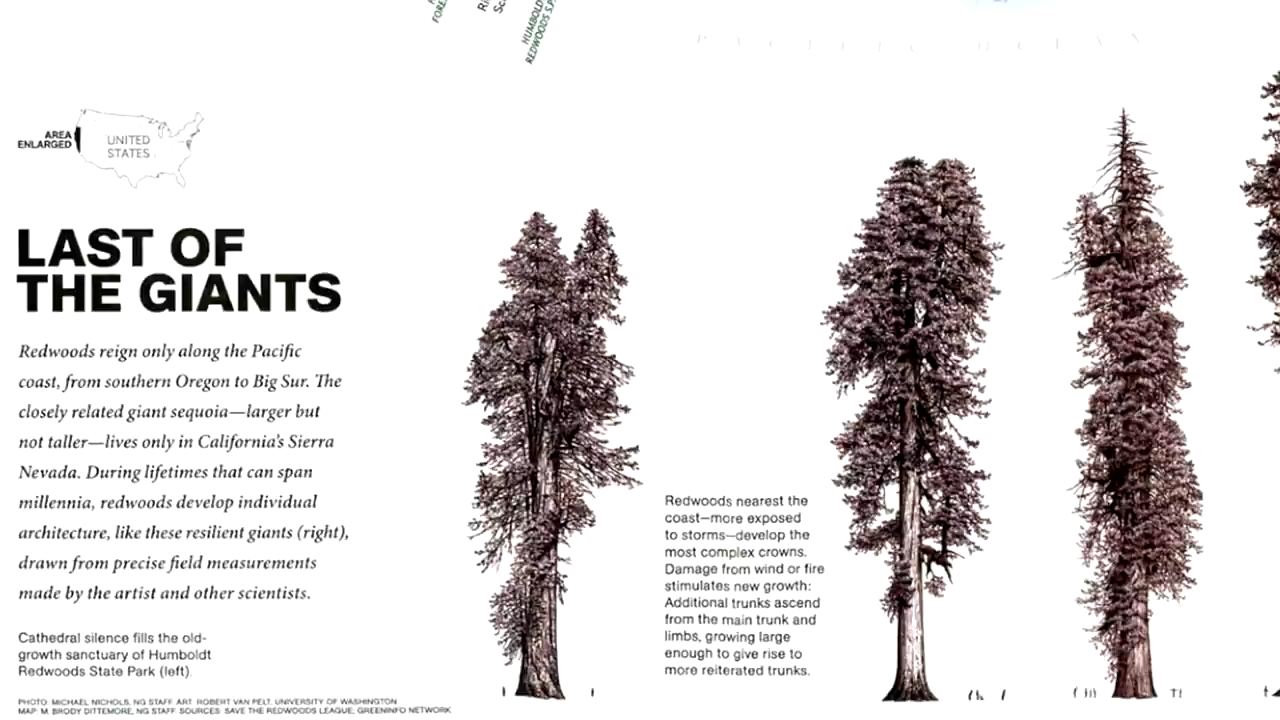 HUMBOLDT
REDWOODS S.P.
AREA
ENLARGED
UNITED
STATES
LAST OF
THE GIANTS
Redwoods reign only along the Pacific
coast, from southern Oregon to Big Sur. The
closely related giant sequoia—larger but
not taller—lives only in California's Sierra
Nevada. During lifetimes that can span
millennia, redwoods develop individual
architecture, like these resilient giants (right),
drawn from precise field measurements
made by the artist and other scientists.
Cathedral silence fills the old-
growth sanctuary of Humboldt
Redwoods State Park (left).
PHOTO: MICHAEL NICHOLS, NG STAFF. ART: ROBERT VAN PELT, UNIVERSITY OF WASHINGTON
MAP: M. BRODY DITTEMORE, NG STAFF. SOURCES: SAVE THE REDWOODS LEAGUE; GREENINFO NETWORK
Redwoods nearest the
coast—more exposed
to storms—develop the
most complex crowns.
Damage from wind or fire
stimulates new growth:
Additional trunks ascend
from the main trunk and
limbs, growing large
enough to give rise to
more reiterated trunks.